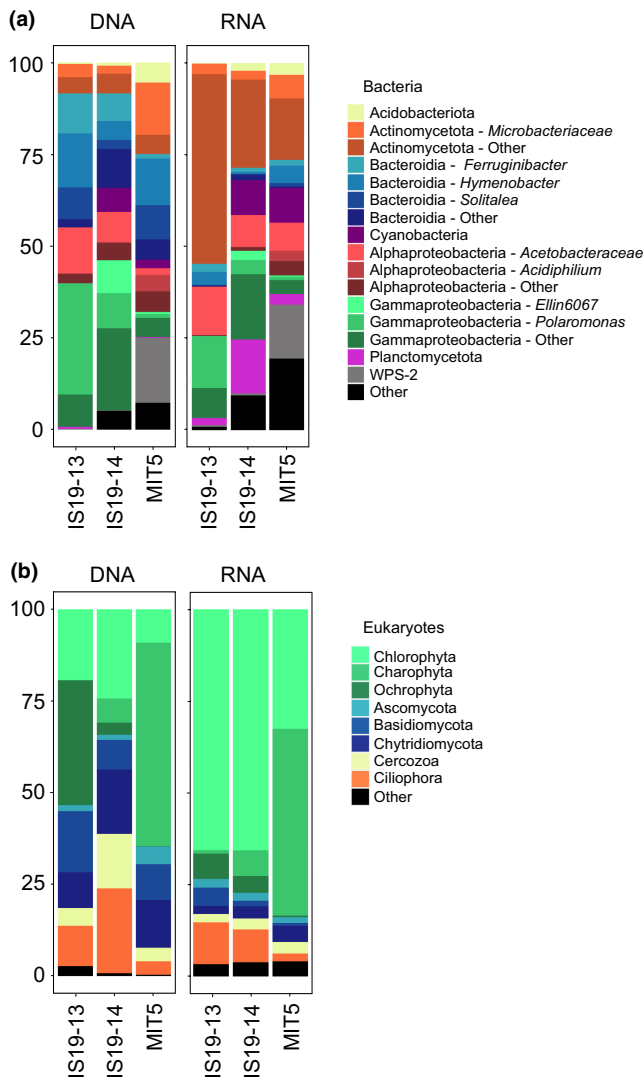 (a)
DNA
RNA
100
75
50
25
0
IS19-13
IS19-14
MIT5
IS19-13
IS19-14
MIT5
Bacteria
Acidobacteriota
Actinomycetota - Microbacteriaceae
Actinomycetota - Other
Bacteroidia - Ferruginibacter
Bacteroidia - Hymenobacter
Bacteroidia - Solitalea
Bacteroidia - Other
Cyanobacteria
Alphaproteobacteria - Acetobacteraceae
Alphaproteobacteria - Acidiphilium
Alphaproteobacteria - Other
Gammaproteobacteria - Ellin6067
Gammaproteobacteria - Polaromonas
Gammaproteobacteria - Other
Planctomycetota
WPS-2
Other
(b)
DNA
RNA
100
75
50
25
0
IS19-13
IS19-14
MIT5
IS19-13
IS19-14
MIT5
Eukaryotes
Chlorophyta
Charophyta
Ochrophyta
Ascomycota
Basidiomycota
Chytridiomycota
Cercozoa
Ciliophora
Other